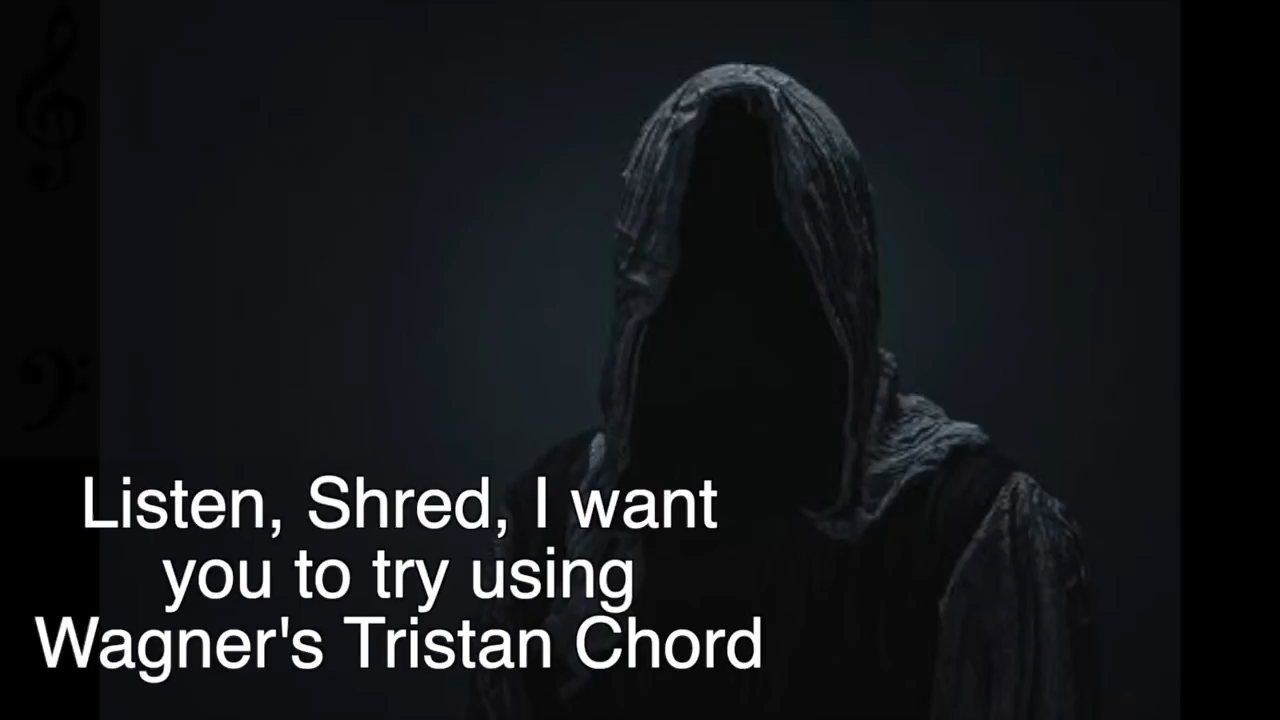 Listen, Shred, I want
you to try using
Wagner's Tristan Chord